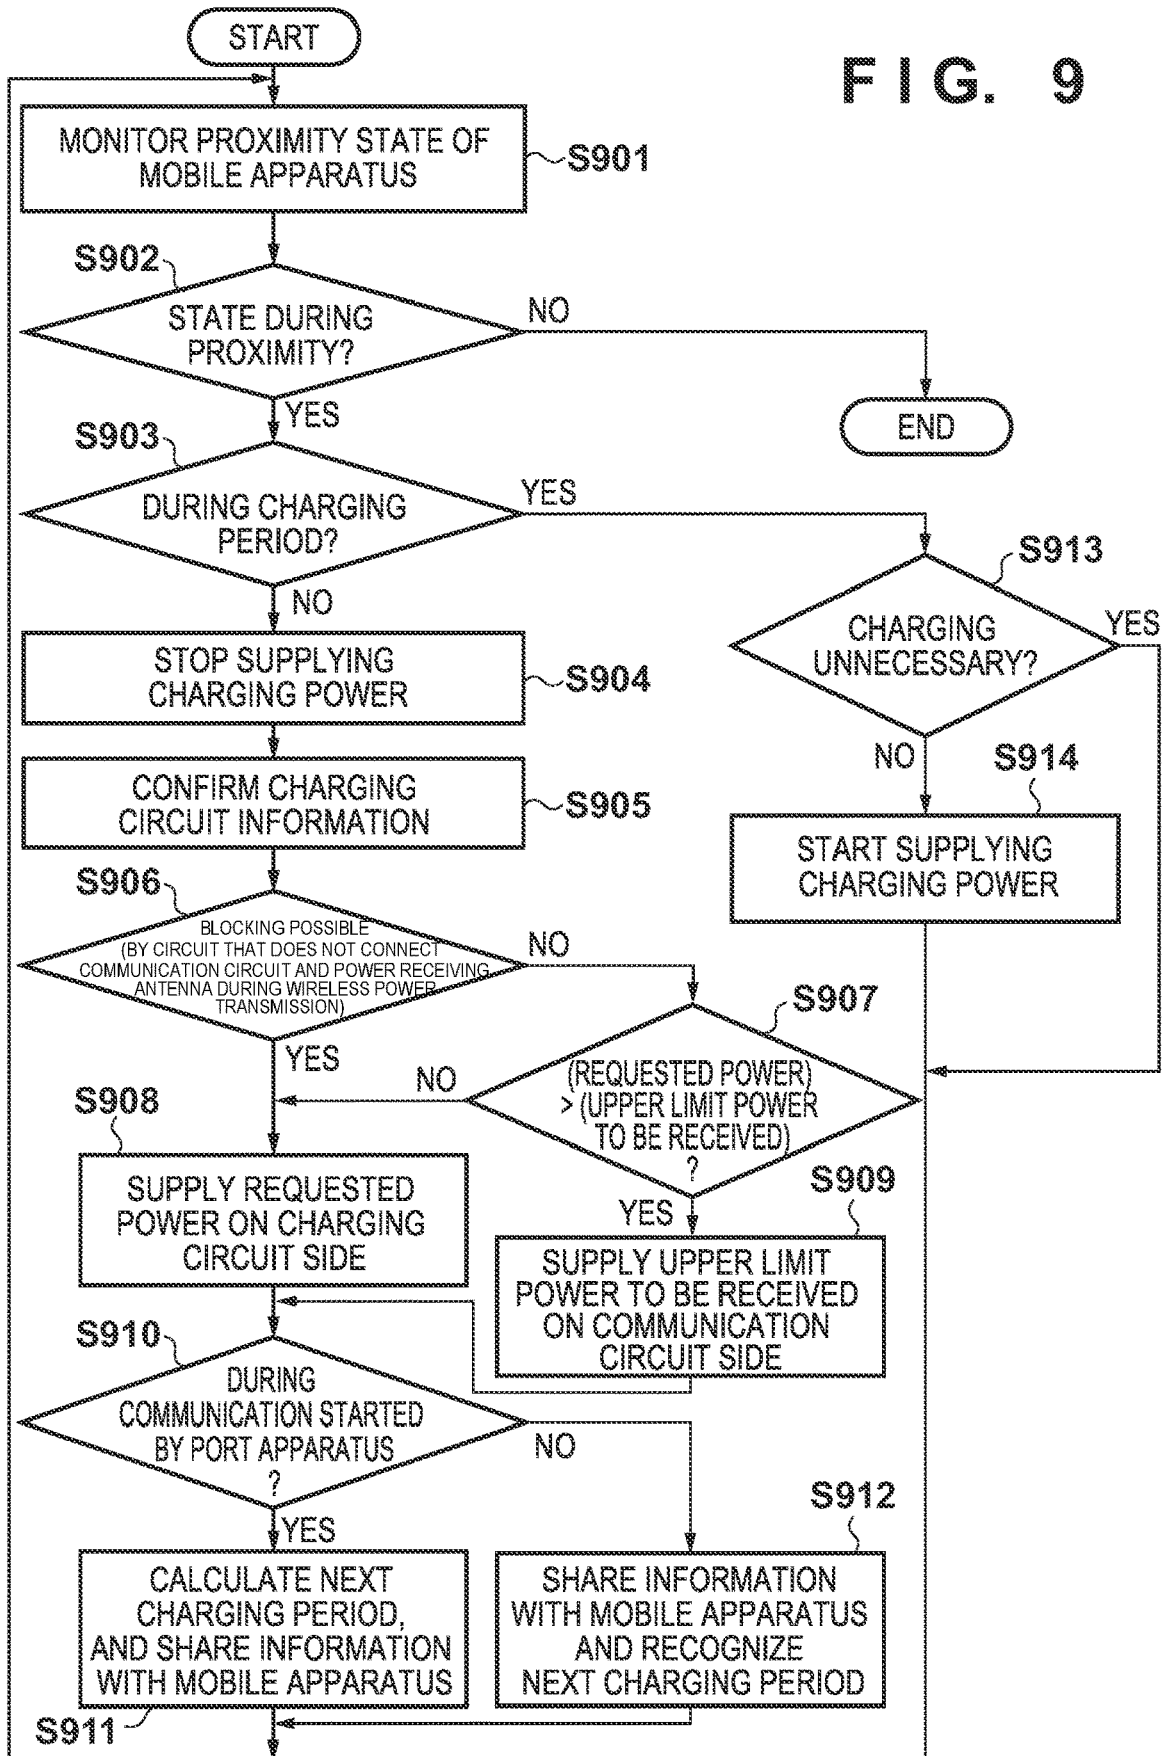 START
FIG. 9
MONITOR PROXIMITY STATE OF
MOBILE APPARATUS
S901
S902
STATE DURING
PROXIMITY?
NO
YES
END
S903
DURING CHARGING
PERIOD?
YES
NO
S913
CHARGING
UNNECESSARY?
YES
NO
STOP SUPPLYING
CHARGING POWER
S904
S914
START SUPPLYING
CHARGING POWER
CONFIRM CHARGING
CIRCUIT INFORMATION
S905
S906
BLOCKING POSSIBLE
(BY CIRCUIT THAT DOES NOT CONNECT
COMMUNICATION CIRCUIT AND POWER RECEIVING
ANTENNA DURING WIRELESS POWER
TRANSMISSION)
NO
YES
S907
(REQUESTED POWER)
> (UPPER LIMIT POWER
TO BE RECEIVED)
?
NO
YES
S908
SUPPLY REQUESTED
POWER ON CHARGING
CIRCUIT SIDE
S909
SUPPLY UPPER LIMIT
POWER TO BE RECEIVED
ON COMMUNICATION
CIRCUIT SIDE
S910
DURING
COMMUNICATION STARTED
BY PORT APPARATUS
?
NO
YES
CALCULATE NEXT
CHARGING PERIOD,
AND SHARE INFORMATION
WITH MOBILE APPARATUS
S911
S912
SHARE INFORMATION
WITH MOBILE APPARATUS
AND RECOGNIZE
NEXT CHARGING PERIOD